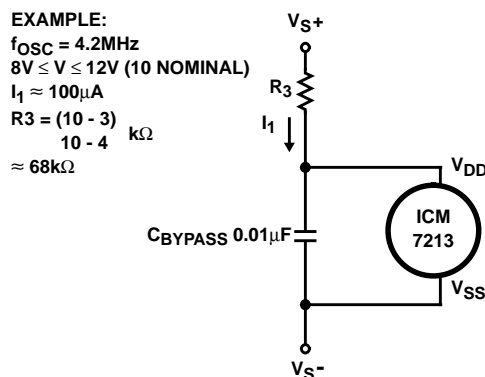 EXAMPLE:
fOSC = 4.2MHz
8V ≤ V ≤ 12V (10 NOMINAL)
I1 ≈ 100μA
R3 = (10 - 3)
10 - 4 kΩ
≈ 68kΩ
VS+
R3
I1
VDD
CBYPASS 0.01μF
ICM
7213
VSS
VS-